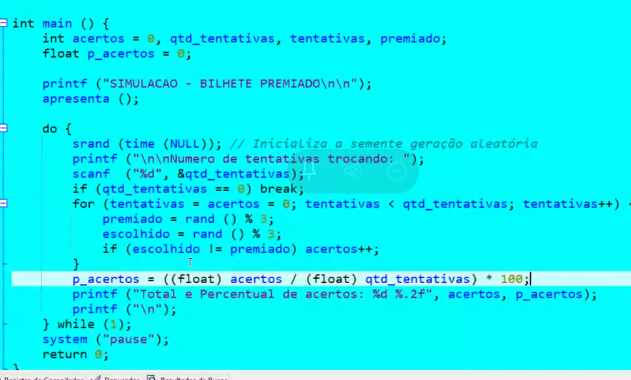 int main () {
int acertos = 0, qtd_tentativas, tentativas, premiado;
float p_acertos = 0;
printf ("SIMULACAO - BILHETE PREMIADO\n\n");
apresenta ();
do {
srand (time (NULL)); // Inicializa a semente geração aleatória
printf ("\n\nNumero de tentativas trocando: ");
scanf  ("%d", &qtd_tentativas);
if (qtd_tentativas == 0) break;
for (tentativas = acertos = 0; tentativas < qtd_tentativas; tentativas++) {
premiado = rand () % 3;
escolhido = rand () % 3;
if (escolhido != premiado) acertos++;
}
p_acertos = ((float) acertos / (float) qtd_tentativas) * 100;
printf ("Total e Percentual de acertos: %d %.2f", acertos, p_acertos);
printf ("\n");
} while (1);
system ("pause");
return 0;